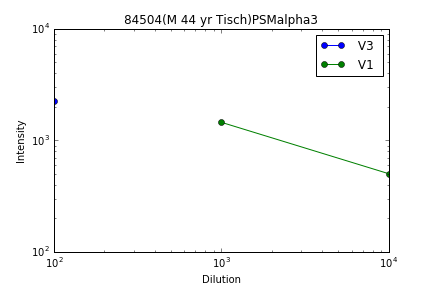 84504(M 44 yr Tisch)PSMalpha3
10^4
V3
V1
10^3
Intensity
10^2
10^2 10^3 10^4
Dilution